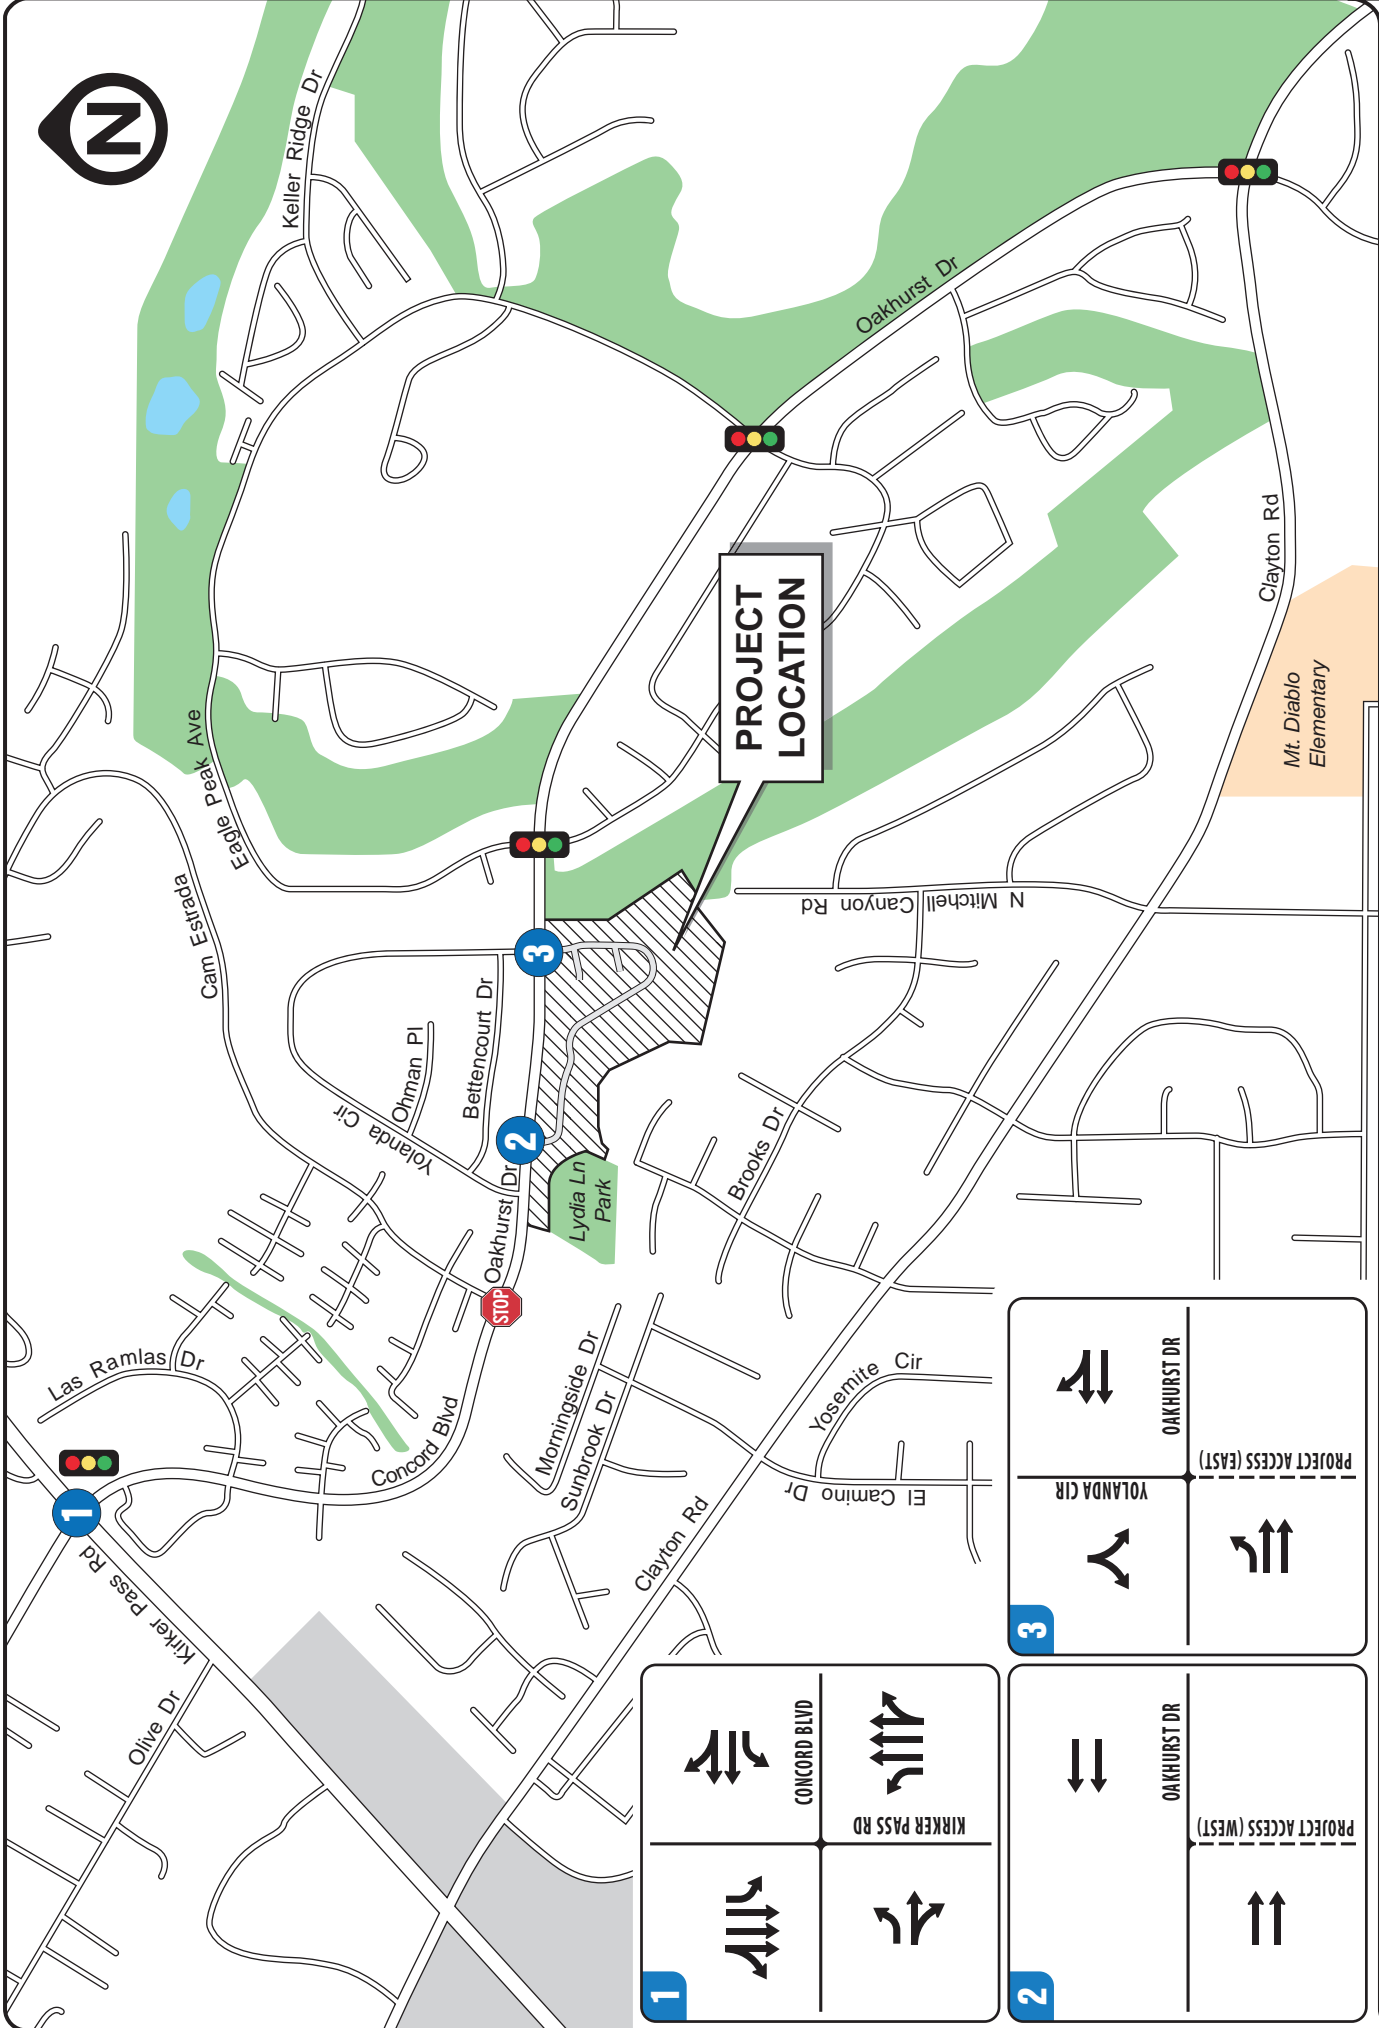 N
Keller Ridge Dr
Eagle Peak Ave
Cam Estrada
Oakhurst Dr
Clayton Rd
Mt. Diablo
Elementary
PROJECT
LOCATION
N Mitchell Canyon Rd
3
Bettencourt Dr
Ohman Pl
Yolanda Cir
2
Oakhurst Dr
Lydia Ln
Park
STOP
Brooks Dr
Las Ramlas Dr
Concord Blvd
1
Kirker Pass Rd
Olive Dr
Morningside Dr
Sunbrook Dr
Clayton Rd
Yosemite Cir
El Camino Dr
1
CONCORD BLVD
KIRKER PASS RD
2
OAKHURST DR
PROJECT ACCESS (WEST)
3
YOLANDA CIR
OAKHURST DR
PROJECT ACCESS (EAST)